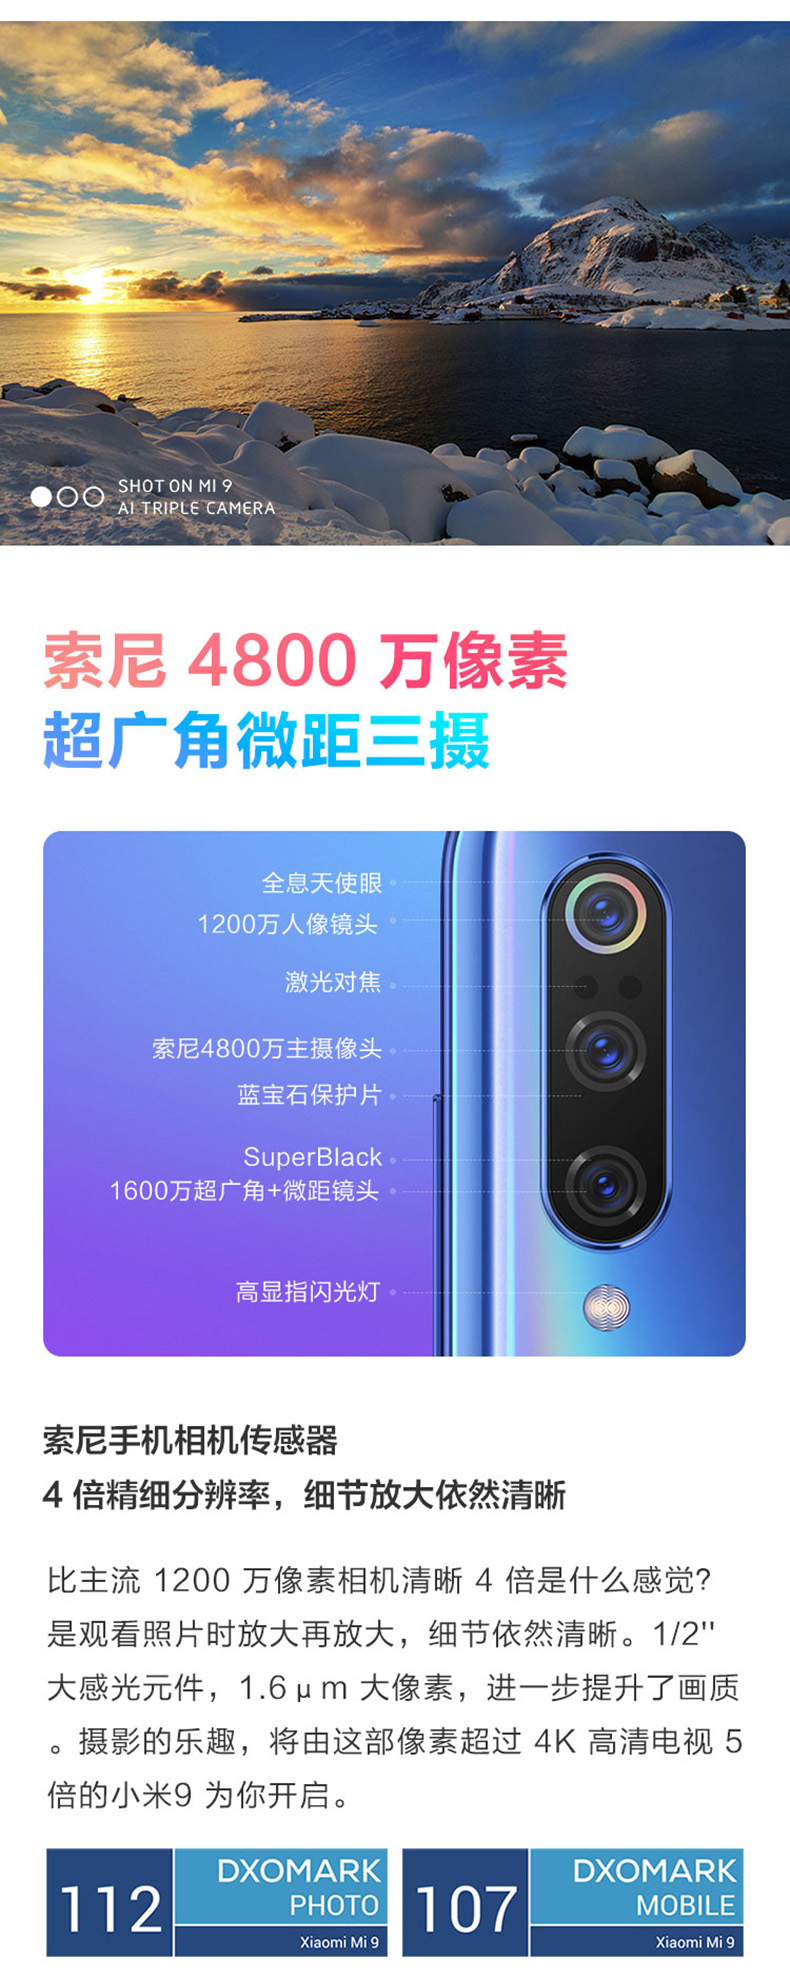 SHOT ON MI 9
AI TRIPLE CAMERA
索尼 4800 万像素
超广角微距三摄
全息天使眼
1200万人像镜头
激光对焦
索尼4800万主摄像头
蓝宝石保护片
SuperBlack
1600万超广角+微距镜头
高显指闪光灯
索尼手机相机传感器
4 倍精细分辨率，细节放大依然清晰
比主流 1200 万像素相机清晰 4 倍是什么感觉？
是观看照片时放大再放大，细节依然清晰。1/2''
大感光元件，1.6μm 大像素，进一步提升了画质
。摄影的乐趣，将由这部像素超过 4K 高清电视 5
倍的小米9 为你开启。
112
DXOMARK
PHOTO
Xiaomi Mi 9
107
DXOMARK
MOBILE
Xiaomi Mi 9